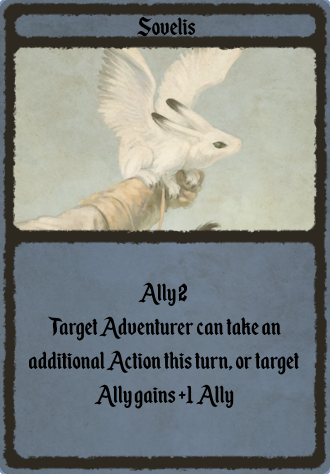 Sovelis
Ally 2
Target Adventurer can take an
additional Action this turn, or target
Ally gains +1 Ally